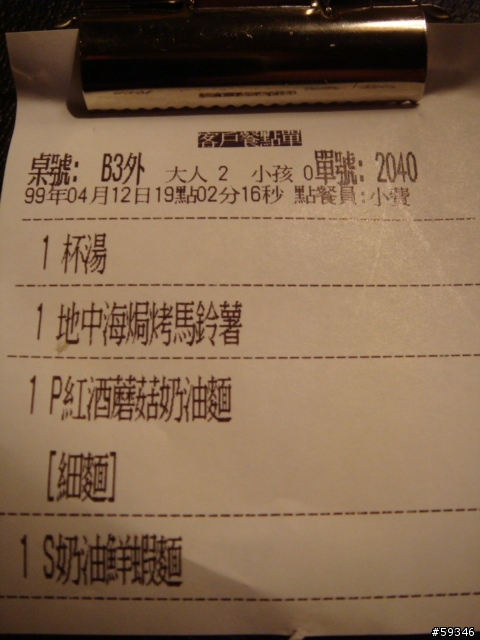 客戶餐點單
桌號: B3外 大人 2 小孩 0 單號: 2040
99年04月12日19點02分16秒 點餐員:小萱
1 杯湯
1 地中海焗烤馬鈴薯
1 P紅酒蘑菇奶油麵
[細麵]
1 S奶油鮮蝦麵
#59346